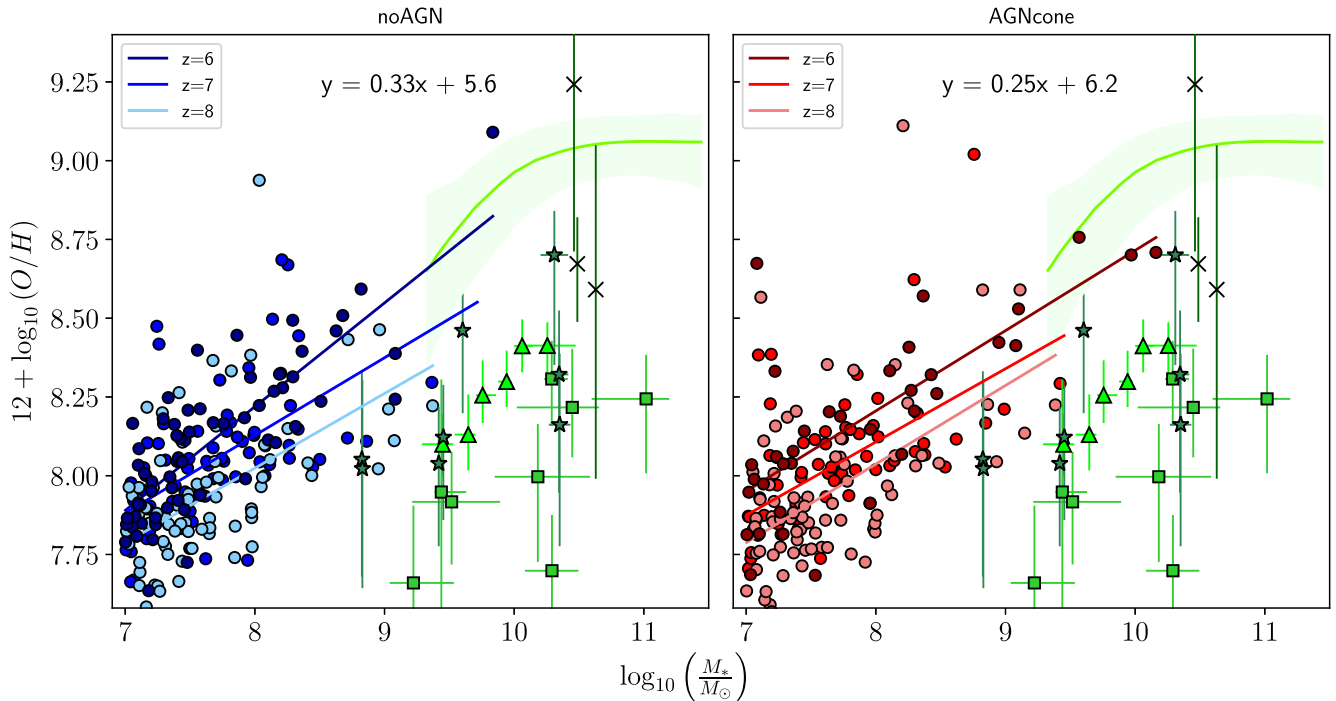 noAGN
AGNcone
z=6
z=7
z=8
y = 0.33x + 5.6
z=6
z=7
z=8
y = 0.25x + 6.2
12 + log₁₀(O/H)
9.25
9.00
8.75
8.50
8.25
8.00
7.75
7 8 9 10 11
7 8 9 10 11
log₁₀(M⁎/M☉)